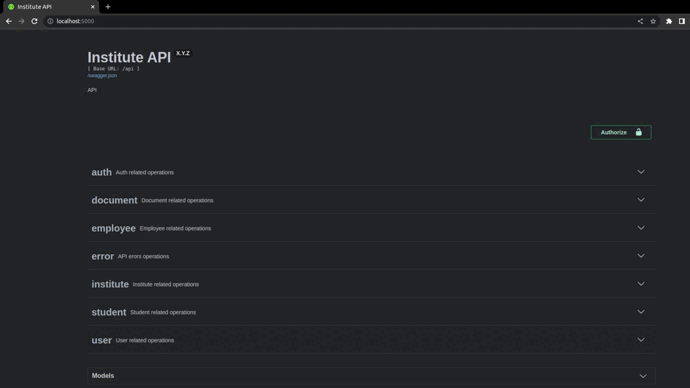 Institute API
localhost:5000
Institute API X.Y.Z
[ Base URL: /api ]
/swagger.json
API
Authorize
auth Auth related operations
document Document related operations
employee Employee related operations
error API erors operations
institute Institute related operations
student Student related operations
user User related operations
Models